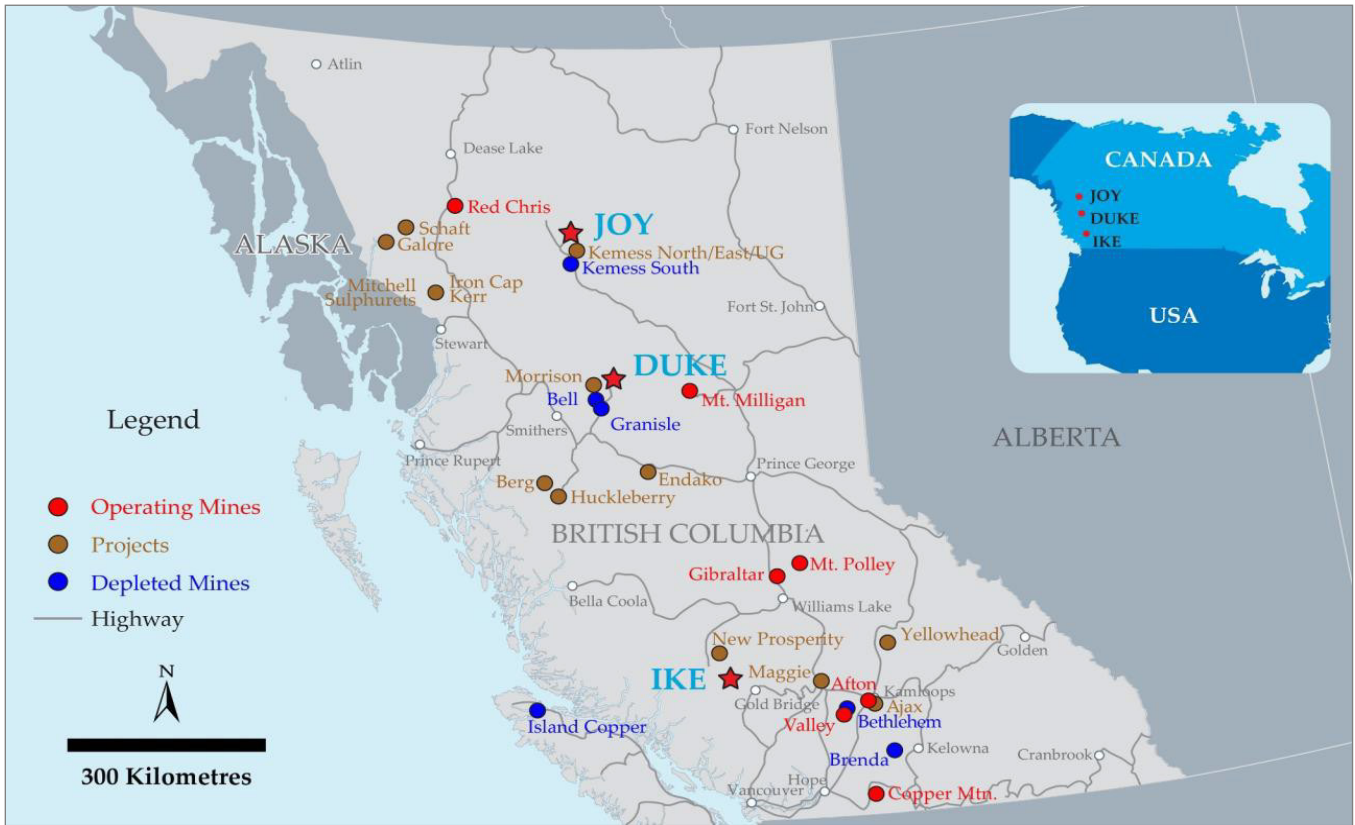 Atlin
Fort Nelson
Dease Lake
CANADA
JOY
DUKE
IKE
USA
Red Chris
JOY
Schaft
Galore
ALASKA
Kemess North/East/UG
Kemess South
Mitchell
Sulphurets
Iron Cap
Kerr
Fort St. John
Stewart
DUKE
Morrison
Bell
Mt. Milligan
Granisle
Smithers
Legend
ALBERTA
Prince Rupert
Prince George
Berg
Endako
Huckleberry
Operating Mines
BRITISH COLUMBIA
Projects
Mt. Polley
Gibraltar
Depleted Mines
Bella Coola
Williams Lake
Highway
New Prosperity
Yellowhead
Golden
N
IKE
Maggie
Afton
Kamloops
Gold Bridge
Ajax
Island Copper
Valley
Bethlehem
Brenda
Kelowna
Cranbrook
300 Kilometres
Hope
Vancouver
Copper Mtn.